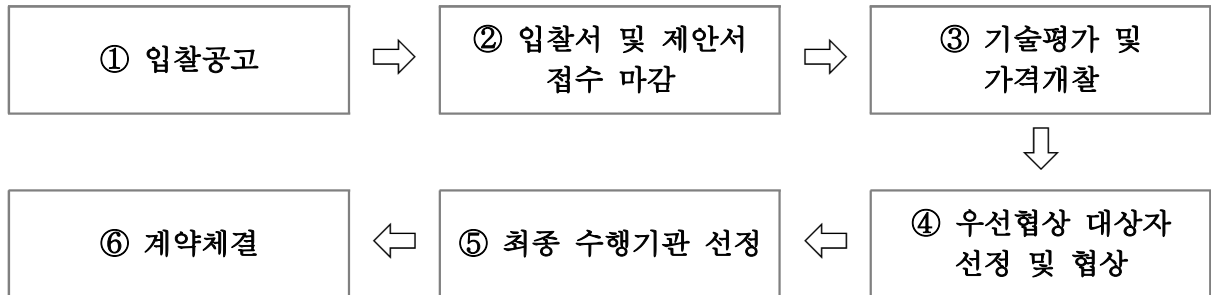 ① 입찰공고
② 입찰서 및 제안서
접수 마감
③ 기술평가 및
가격개찰
④ 우선협상 대상자
선정 및 협상
⑤ 최종 수행기관 선정
⑥ 계약체결